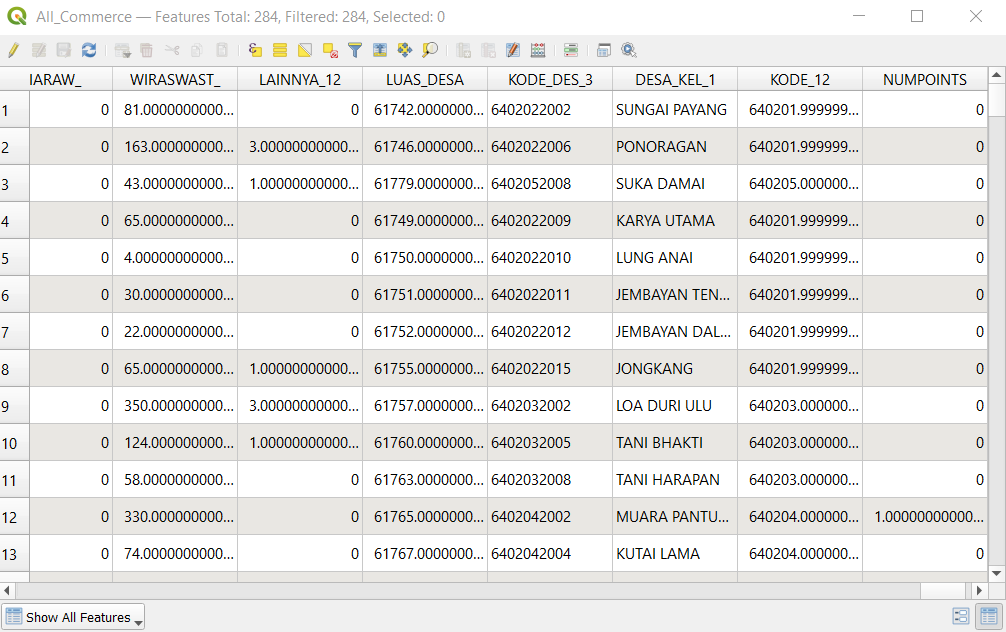 All_Commerce — Features Total: 284, Filtered: 284, Selected: 0
IARAW_ WIRASWAST_ LAINNYA_12 LUAS_DESA KODE_DES_3 DESA_KEL_1 KODE_12 NUMPOINTS
1 0 81.0000000000... 0 61742.0000000... 6402022002 SUNGAI PAYANG 640201.999999... 0
2 0 163.000000000... 3.00000000000... 61746.0000000... 6402022006 PONORAGAN 640201.999999... 0
3 0 43.0000000000... 1.00000000000... 61779.0000000... 6402052008 SUKA DAMAI 640205.000000... 0
4 0 65.0000000000... 0 61749.0000000... 6402022009 KARYA UTAMA 640201.999999... 0
5 0 4.00000000000... 0 61750.0000000... 6402022010 LUNG ANAI 640201.999999... 0
6 0 30.0000000000... 0 61751.0000000... 6402022011 JEMBAYAN TEN... 640201.999999... 0
7 0 22.0000000000... 0 61752.0000000... 6402022012 JEMBAYAN DAL... 640201.999999... 0
8 0 65.0000000000... 1.00000000000... 61755.0000000... 6402022015 JONGKANG 640201.999999... 0
9 0 350.000000000... 3.00000000000... 61757.0000000... 6402032002 LOA DURI ULU 640203.000000... 0
10 0 124.000000000... 1.00000000000... 61760.0000000... 6402032005 TANI BHAKTI 640203.000000... 0
11 0 58.0000000000... 0 61763.0000000... 6402032008 TANI HARAPAN 640203.000000... 0
12 0 330.000000000... 0 61765.0000000... 6402042002 MUARA PANTU... 640204.000000... 1.00000000000...
13 0 74.0000000000... 0 61767.0000000... 6402042004 KUTAI LAMA 640204.000000... 0
Show All Features